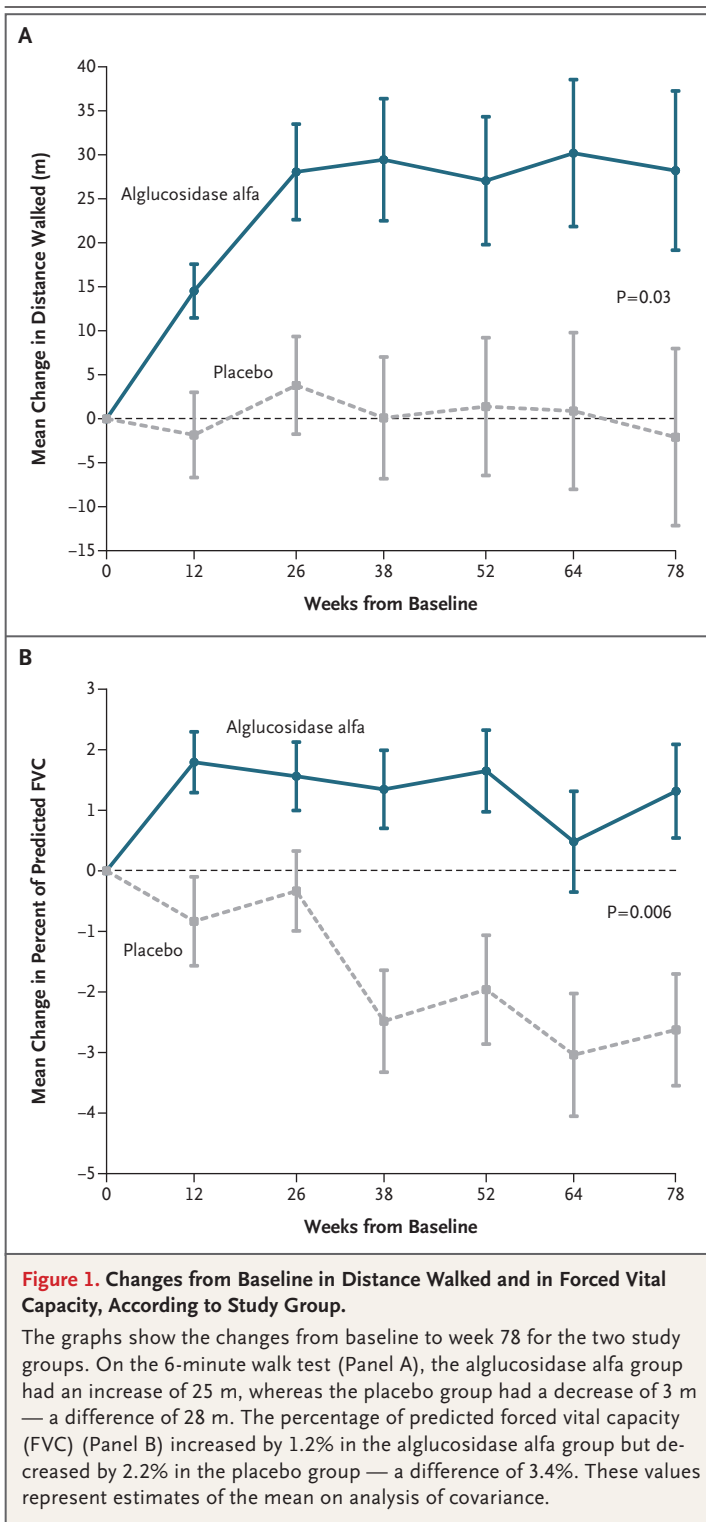 A
Mean Change in Distance Walked (m)
40
35
30
25
20
15
10
5
0
−5
−10
−15
Alglucosidase alfa
Placebo
P=0.03
0 12 26 38 52 64 78
Weeks from Baseline
B
Mean Change in Percent of Predicted FVC
3
2
1
0
−1
−2
−3
−4
−5
Alglucosidase alfa
Placebo
P=0.006
0 12 26 38 52 64 78
Weeks from Baseline
Figure 1. Changes from Baseline in Distance Walked and in Forced Vital
Capacity, According to Study Group.
The graphs show the changes from baseline to week 78 for the two study
groups. On the 6-minute walk test (Panel A), the alglucosidase alfa group
had an increase of 25 m, whereas the placebo group had a decrease of 3 m
— a difference of 28 m. The percentage of predicted forced vital capacity
(FVC) (Panel B) increased by 1.2% in the alglucosidase alfa group but de-
creased by 2.2% in the placebo group — a difference of 3.4%. These values
represent estimates of the mean on analysis of covariance.